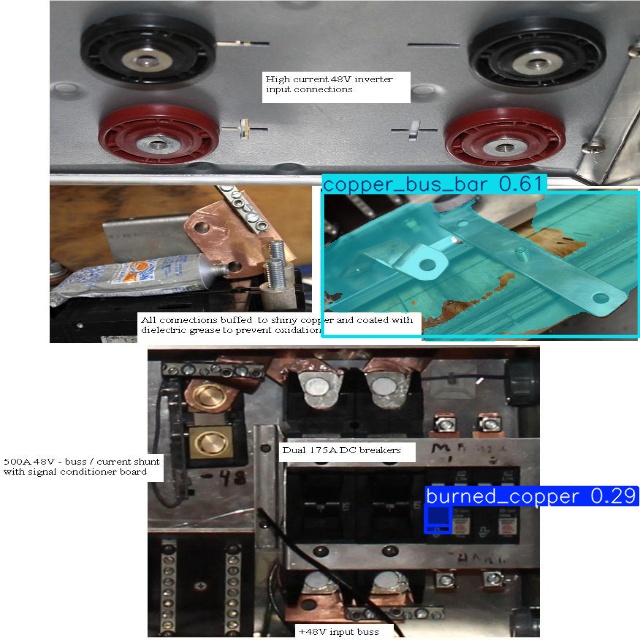 High current 48V inverter
input connections
copper_bus_bar 0.61
All connections buffed to shiny copper and coated with
dielectric grease to prevent oxidation
Dual 175A DC breakers
500A 48V - buss / current shunt
with signal conditioner board
-48
burned_copper 0.29
+48V input buss